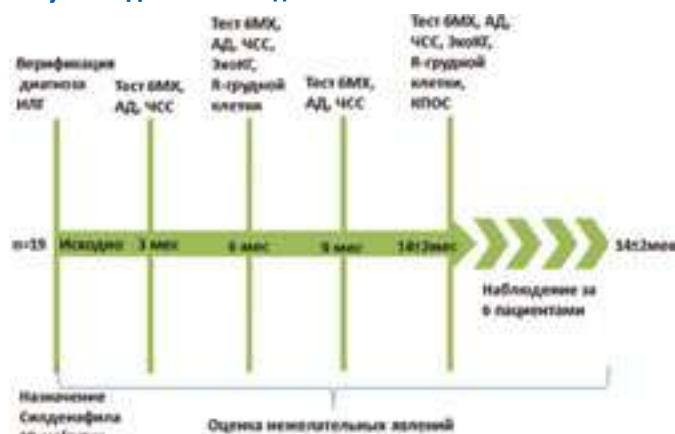 Тест 6МХ,
АД, ЧСС,
ЭхоКГ,
R-грудной
клетки
Тест 6МХ, АД,
ЧСС, ЭхоКГ,
R-грудной
клетки,
КПОС
Верификация
диагноза
ИЛГ
Тест 6МХ,
АД, ЧСС
Тест 6МХ,
АД, ЧСС
n=19 Исходно 3 мес 6 мес 9 мес 14±2мес 34±2мес
Наблюдение за
6 пациентами
Назначение
Силденафила
Оценка нежелательных явлений